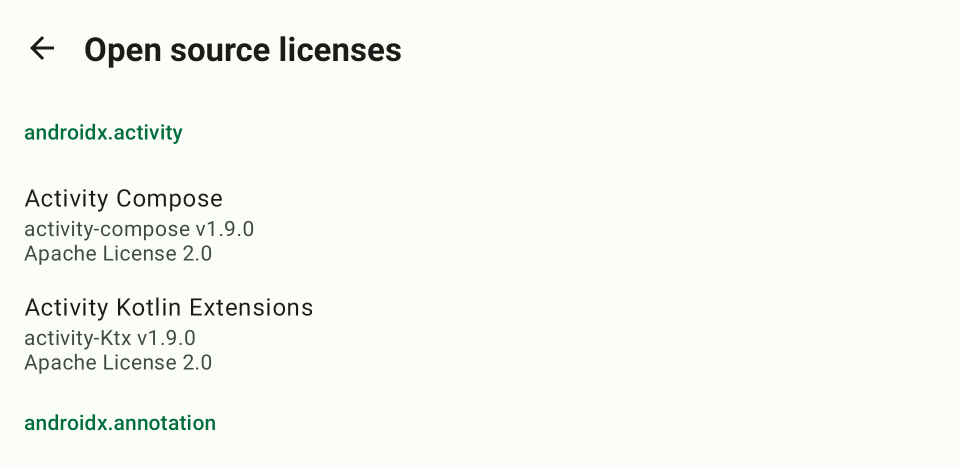 Open source licenses
androidx.activity
Activity Compose
activity-compose v1.9.0
Apache License 2.0
Activity Kotlin Extensions
activity-Ktx v1.9.0
Apache License 2.0
androidx.annotation